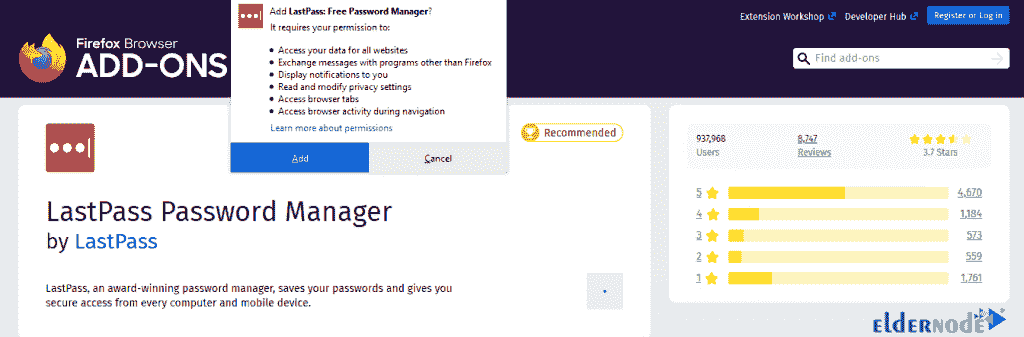 Add LastPass: Free Password Manager?
It requires your permission to:
Access your data for all websites
Exchange messages with programs other than Firefox
Display notifications to you
Read and modify privacy settings
Access browser tabs
Access browser activity during navigation
Learn more about permissions
Add
Cancel
Firefox Browser
ADD-ONS
Extension Workshop
Developer Hub
Register or Log in
Find add-ons
Recommended
LastPass Password Manager
by LastPass
LastPass, an award-winning password manager, saves your passwords and gives you
secure access from every computer and mobile device.
937,968
Users
8,747
Reviews
3.7 Stars
5 4,670
4 1,184
3 573
2 559
1 1,761
eldernode